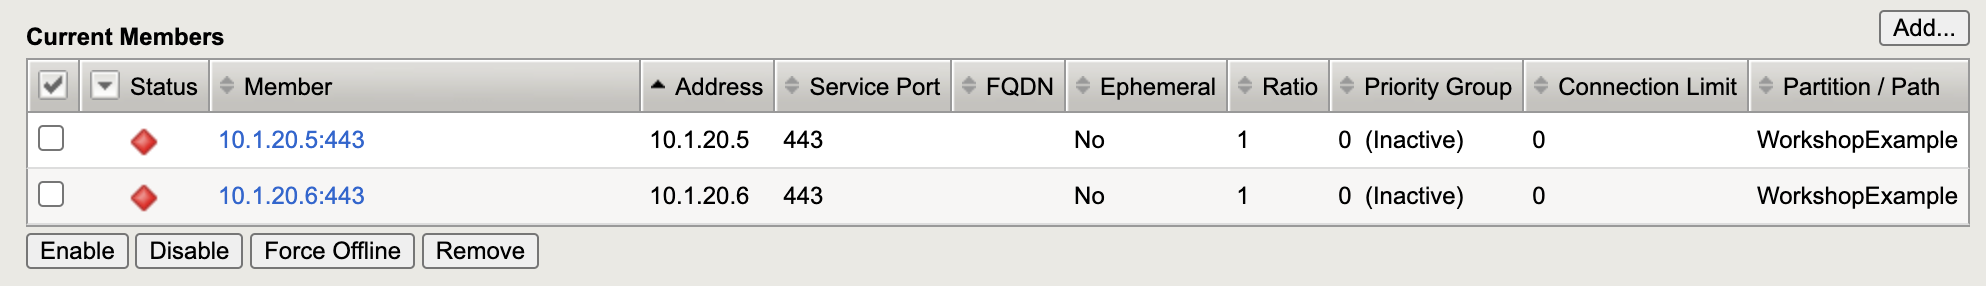 Current Members
Add...
Status Member Address Service Port FQDN Ephemeral Ratio Priority Group Connection Limit Partition / Path
10.1.20.5:443 10.1.20.5 443 No 1 0 (Inactive) 0 WorkshopExample
10.1.20.6:443 10.1.20.6 443 No 1 0 (Inactive) 0 WorkshopExample
Enable Disable Force Offline Remove